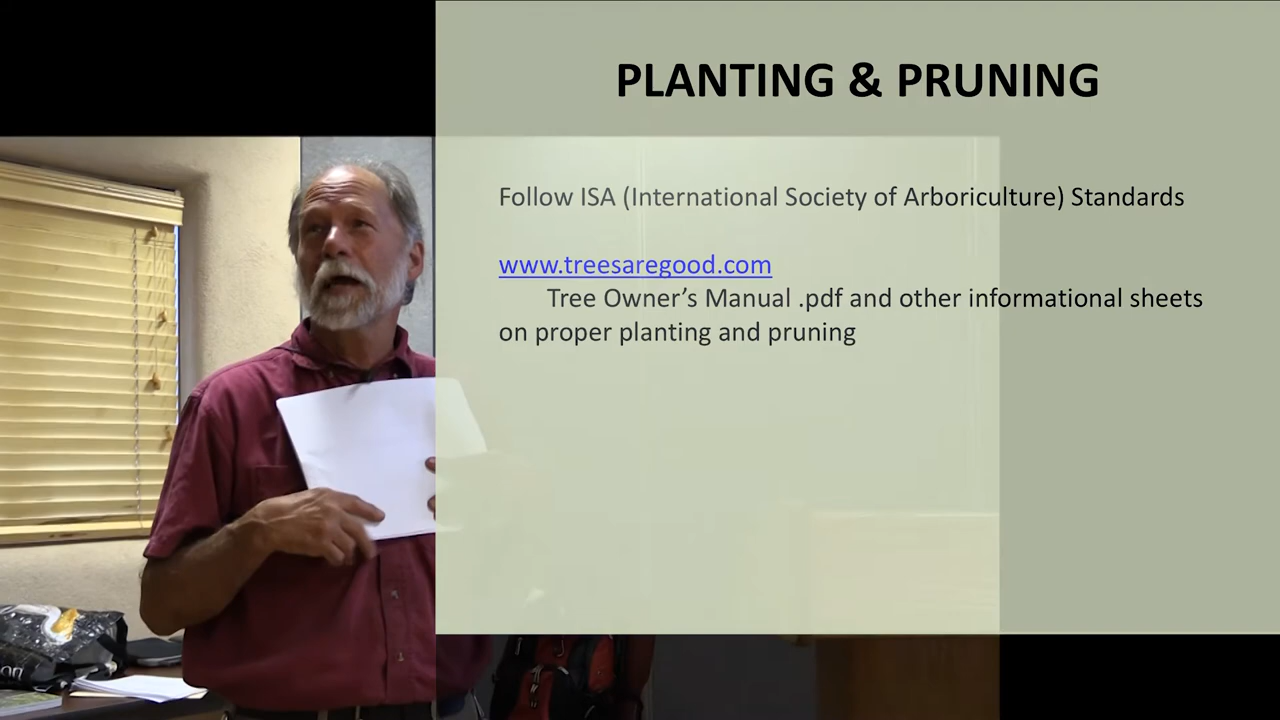 PLANTING & PRUNING
Follow ISA (International Society of Arboriculture) Standards
www.treesaregood.com
Tree Owner’s Manual .pdf and other informational sheets
on proper planting and pruning